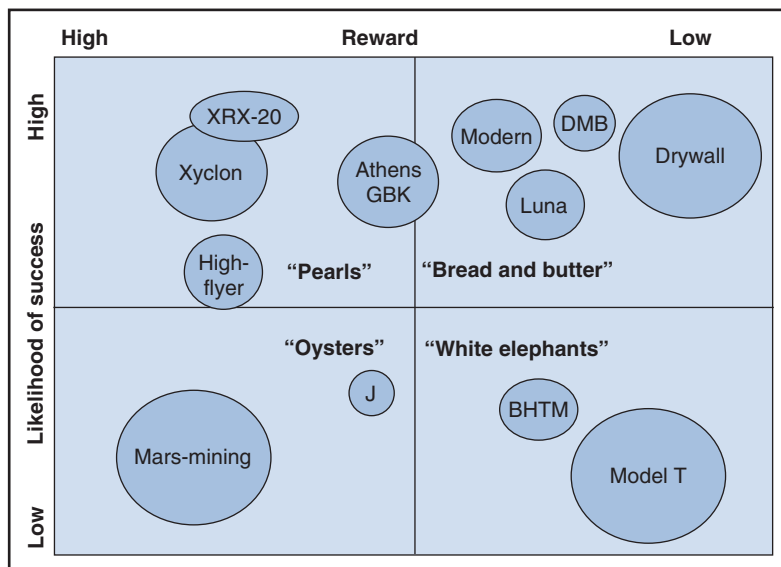 High Reward Low
High
Likelihood of success
Low
XRX-20
Xyclon
Athens
GBK
High-
flyer
“Pearls”
Modern
DMB
Drywall
Luna
“Bread and butter”
“Oysters”
J
Mars-mining
“White elephants”
BHTM
Model T